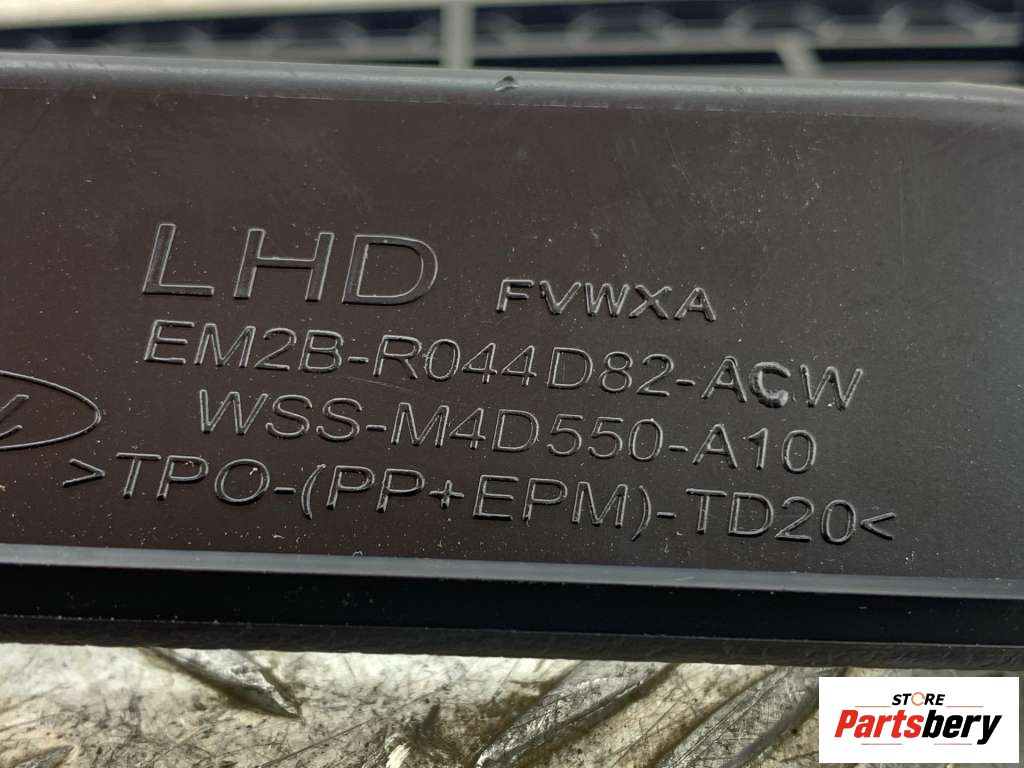 LHD FVWXA
EM2B-R044D82-ACW
WSS-M4D550-A10
>TPO-(PP+EPM)-TD20<
STORE
Partsbery